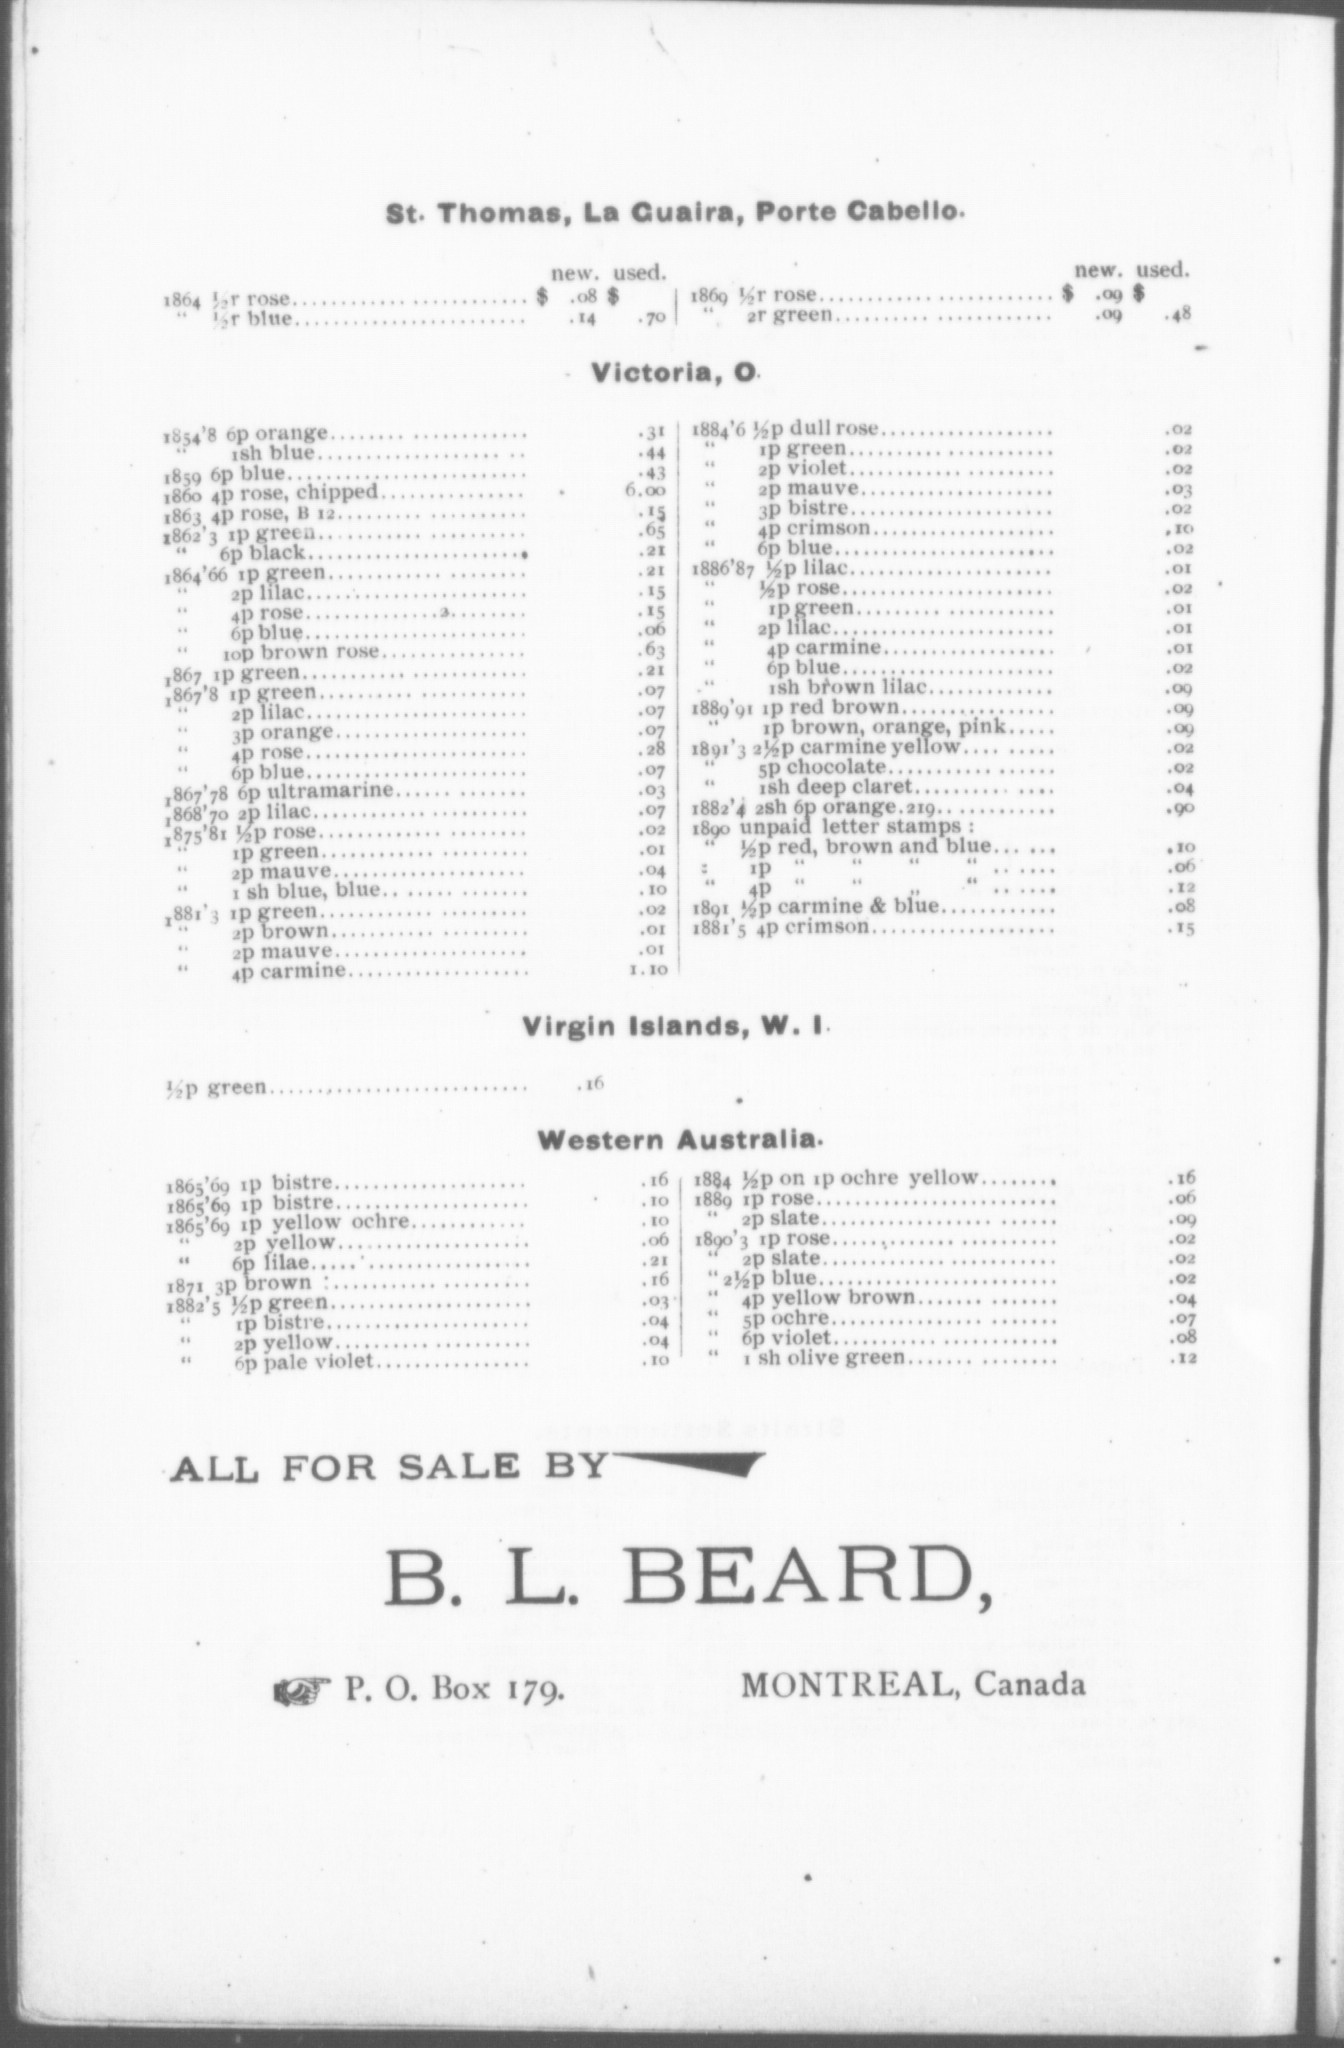 St. Thomas, La Guaira, Porte Cabello.
new. used.
1864 ½r rose........................ $ .08 $
" ½r blue........................ .14 .70
new. used.
1869 ½r rose........................ $ .09 $
" 2r green...................... .09 .48
Victoria, O.
1854'8 6p orange.................... .31
" 1sh blue..................... .44
1859 6p blue........................ .43
1860 4p rose, chipped............... 6.00
1863 4p rose, B 12.................. .15
1862'3 1p green..................... .65
" 6p black...................... .21
1864'66 1p green.................... .21
" 2p lilac...................... .15
" 4p rose.............2........ .15
" 6p blue....................... .06
" 10p brown rose............... .63
1867 1p green....................... .21
1867'8 1p green..................... .07
" 2p lilac...................... .07
" 3p orange.................... .07
" 4p rose....................... .28
" 6p blue....................... .07
1867'78 6p ultramarine............. .03
1868'70 2p lilac.................... .07
1875'81 ½p rose..................... .02
" 1p green..................... .01
" 2p mauve.................... .04
" 1 sh blue, blue.............. .10
1881'3 1p green..................... .02
" 2p brown.................... .01
" 2p mauve.................... .01
" 4p carmine................... 1.10
1884'6 ½p dull rose.................. .02
" 1p green..................... .02
" 2p violet..................... .02
" 2p mauve.................... .03
" 3p bistre..................... .02
" 4p crimson................... .10
" 6p blue...................... .02
1886'87 ½p lilac..................... .01
" ½p rose...................... .02
" 1p green.................... .01
" 2p lilac....................... .01
" 4p carmine.................. .01
" 6p blue...................... .02
" 1sh brown lilac............. .09
1889'91 1p red brown................ .09
" 1p brown, orange, pink..... .09
1891'3 2½p carmine yellow......... .02
" 5p chocolate................. .02
" 1sh deep claret.............. .04
1882'4 2sh 6p orange.219............ .90
1890 unpaid letter stamps :
" ½p red, brown and blue...... .10
: 1p " " " " ...... .06
" 4p " " „ " ...... .12
1891 ½p carmine & blue............ .08
1881'5 4p crimson................... .15
Virgin Islands, W. I.
½p green.......................... .16
Western Australia.
1865'69 1p bistre.................... .16
1865'69 1p bistre.................... .10
1865'69 1p yellow ochre............ .10
" 2p yellow.................... .06
" 6p lilae...................... .21
1871 3p brown :.................... .16
1882'5 ½p green..................... .03
" 1p bistre..................... .04
" 2p yellow.................... .04
" 6p pale violet................ .10
1884 ½p on 1p ochre yellow........ .16
1889 1p rose........................ .06
" 2p slate........................ .09
1890'3 1p rose....................... .02
" 2p slate........................ .02
" 2½p blue........................ .02
" 4p yellow brown.............. .04
" 5p ochre....................... .07
" 6p violet....................... .08
" 1 sh olive green............... .12
ALL FOR SALE BY
B. L. BEARD,
P. O. Box 179. MONTREAL, Canada